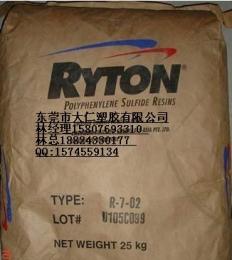 RYTON®
POLYPHENYLENE SULFIDE RESINS
东莞市大仁塑胶有限公司
林经理15807693310
林总18824330177
QQ:1574559134
TYPE: R-7-02
LOT# U105C099
NET WEIGHT 25 kg